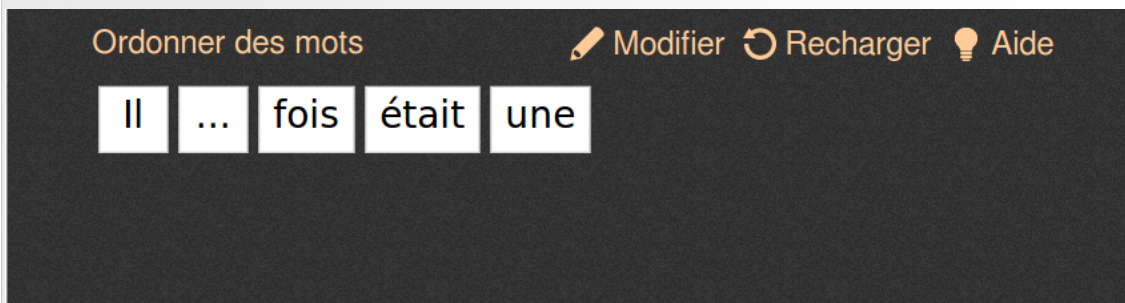 Ordonner des mots Modifier Recharger Aide
Il ... fois était une